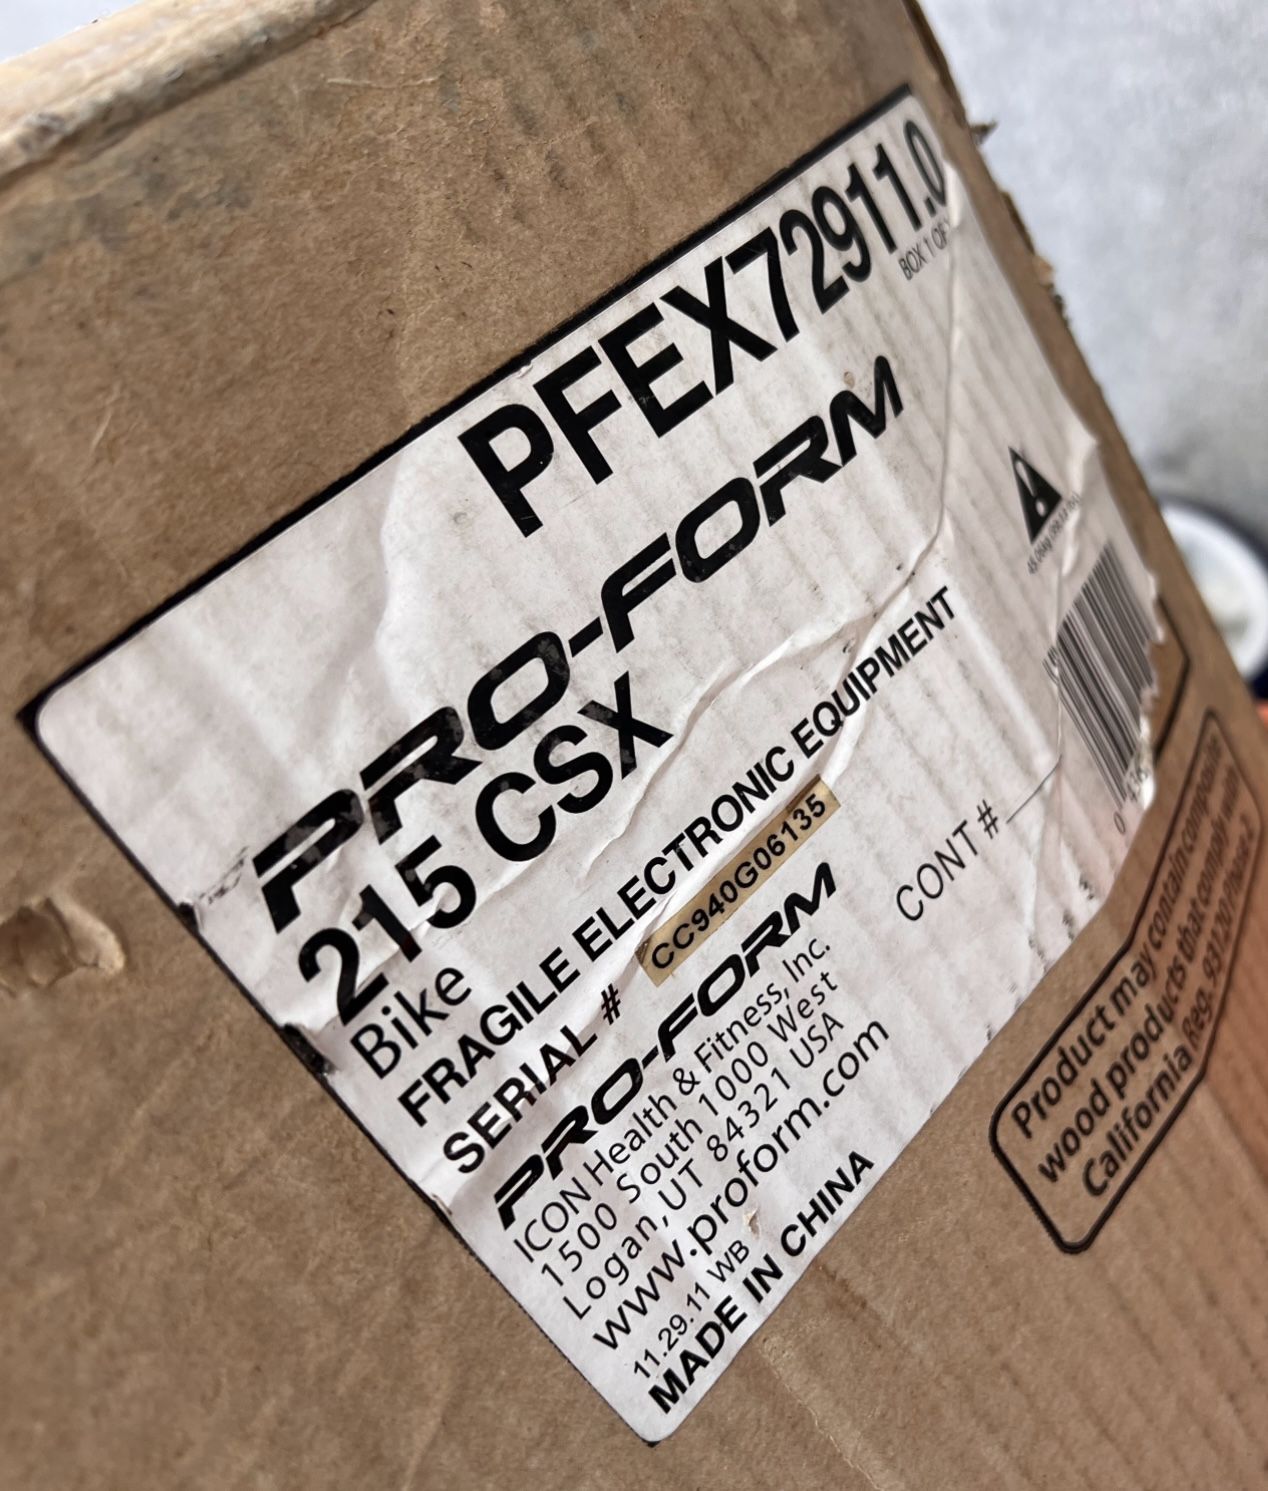 PFEX72911.0
BOX 1 OF
PRO-FORM
215 CSX
Bike
FRAGILE ELECTRONIC EQUIPMENT
SERIAL # CC940G06135
PRO-FORM
ICON Health & Fitness, Inc.
1500 South 1000 West
Logan, UT 84321 USA
www.proform.com
11.29.11 WB
MADE IN CHINA
CONT #
Product may contain composite
wood products that comply with
California Reg. 93120 Phase 2